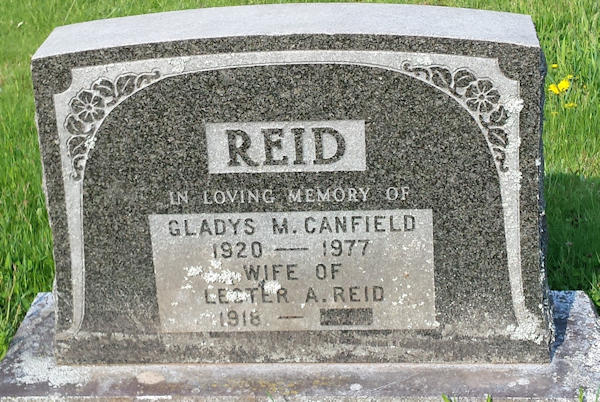 REID
IN LOVING MEMORY OF
GLADYS M. CANFIELD
1920 — 1977
WIFE OF
LESTER A. REID
1918 —